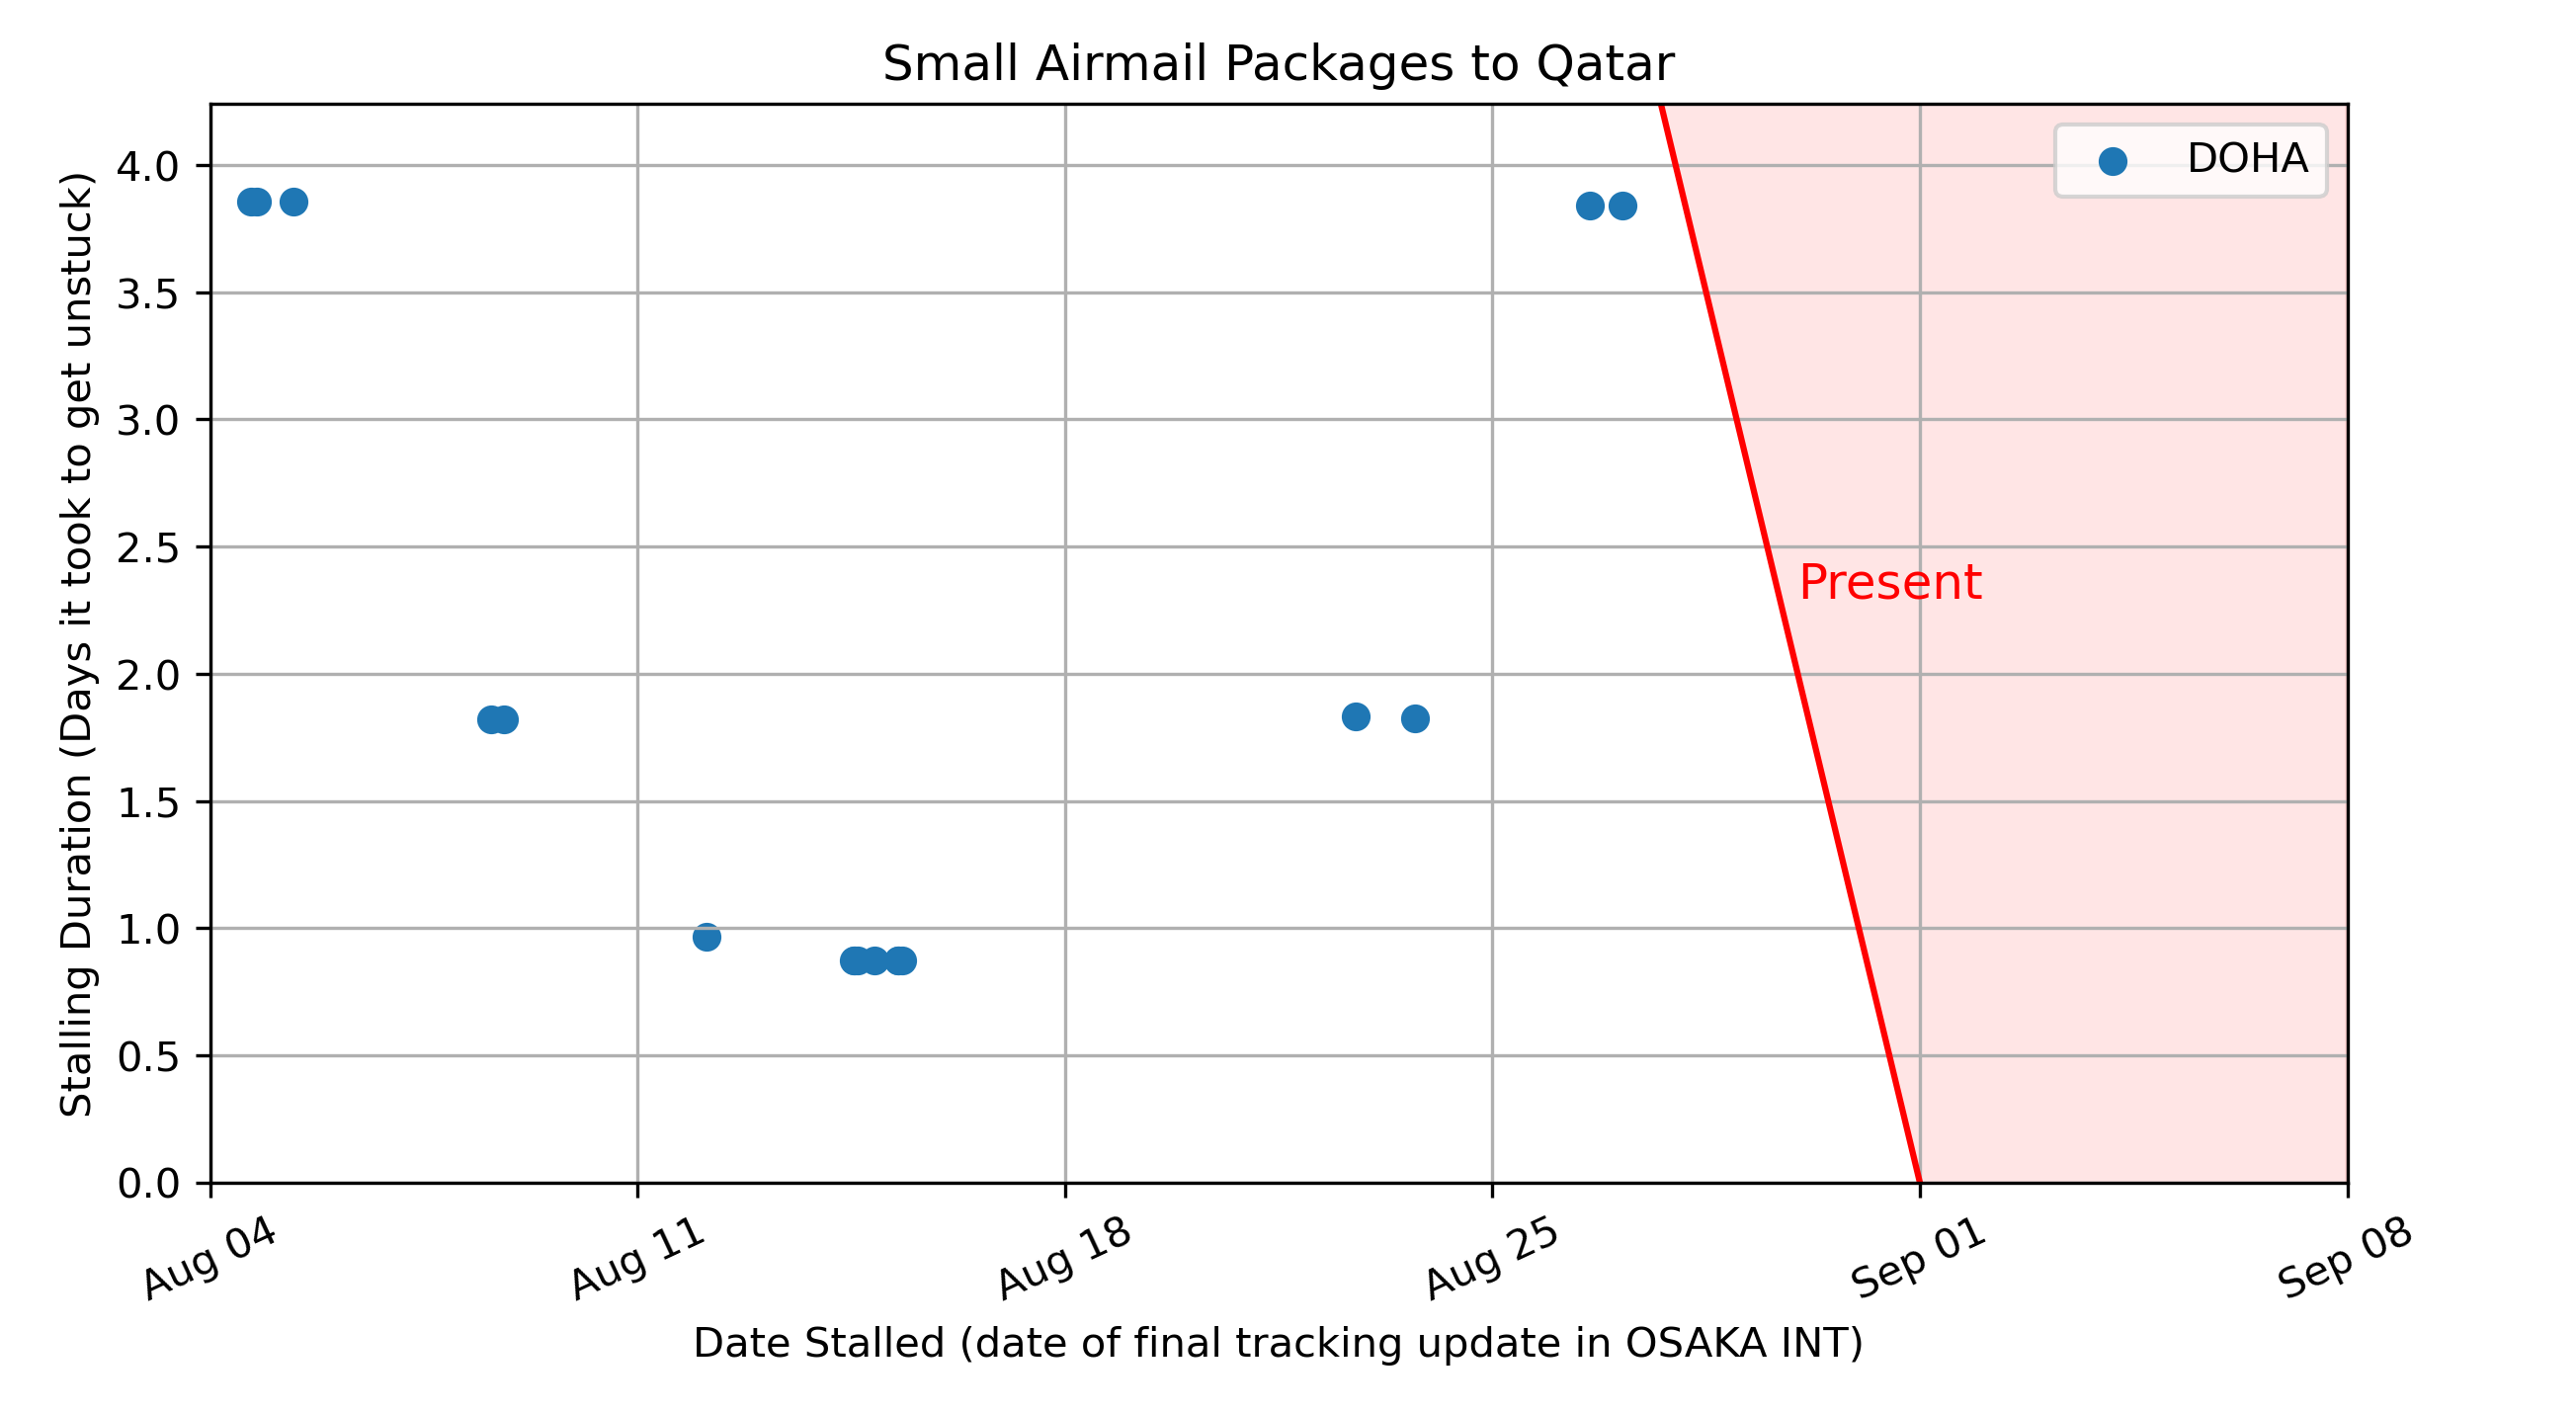 Small Airmail Packages to Qatar
DOHA
Present
Stalling Duration (Days it took to get unstuck)
4.0
3.5
3.0
2.5
2.0
1.5
1.0
0.5
0.0
Aug 04
Aug 11
Aug 18
Aug 25
Sep 01
Sep 08
Date Stalled (date of final tracking update in OSAKA INT)